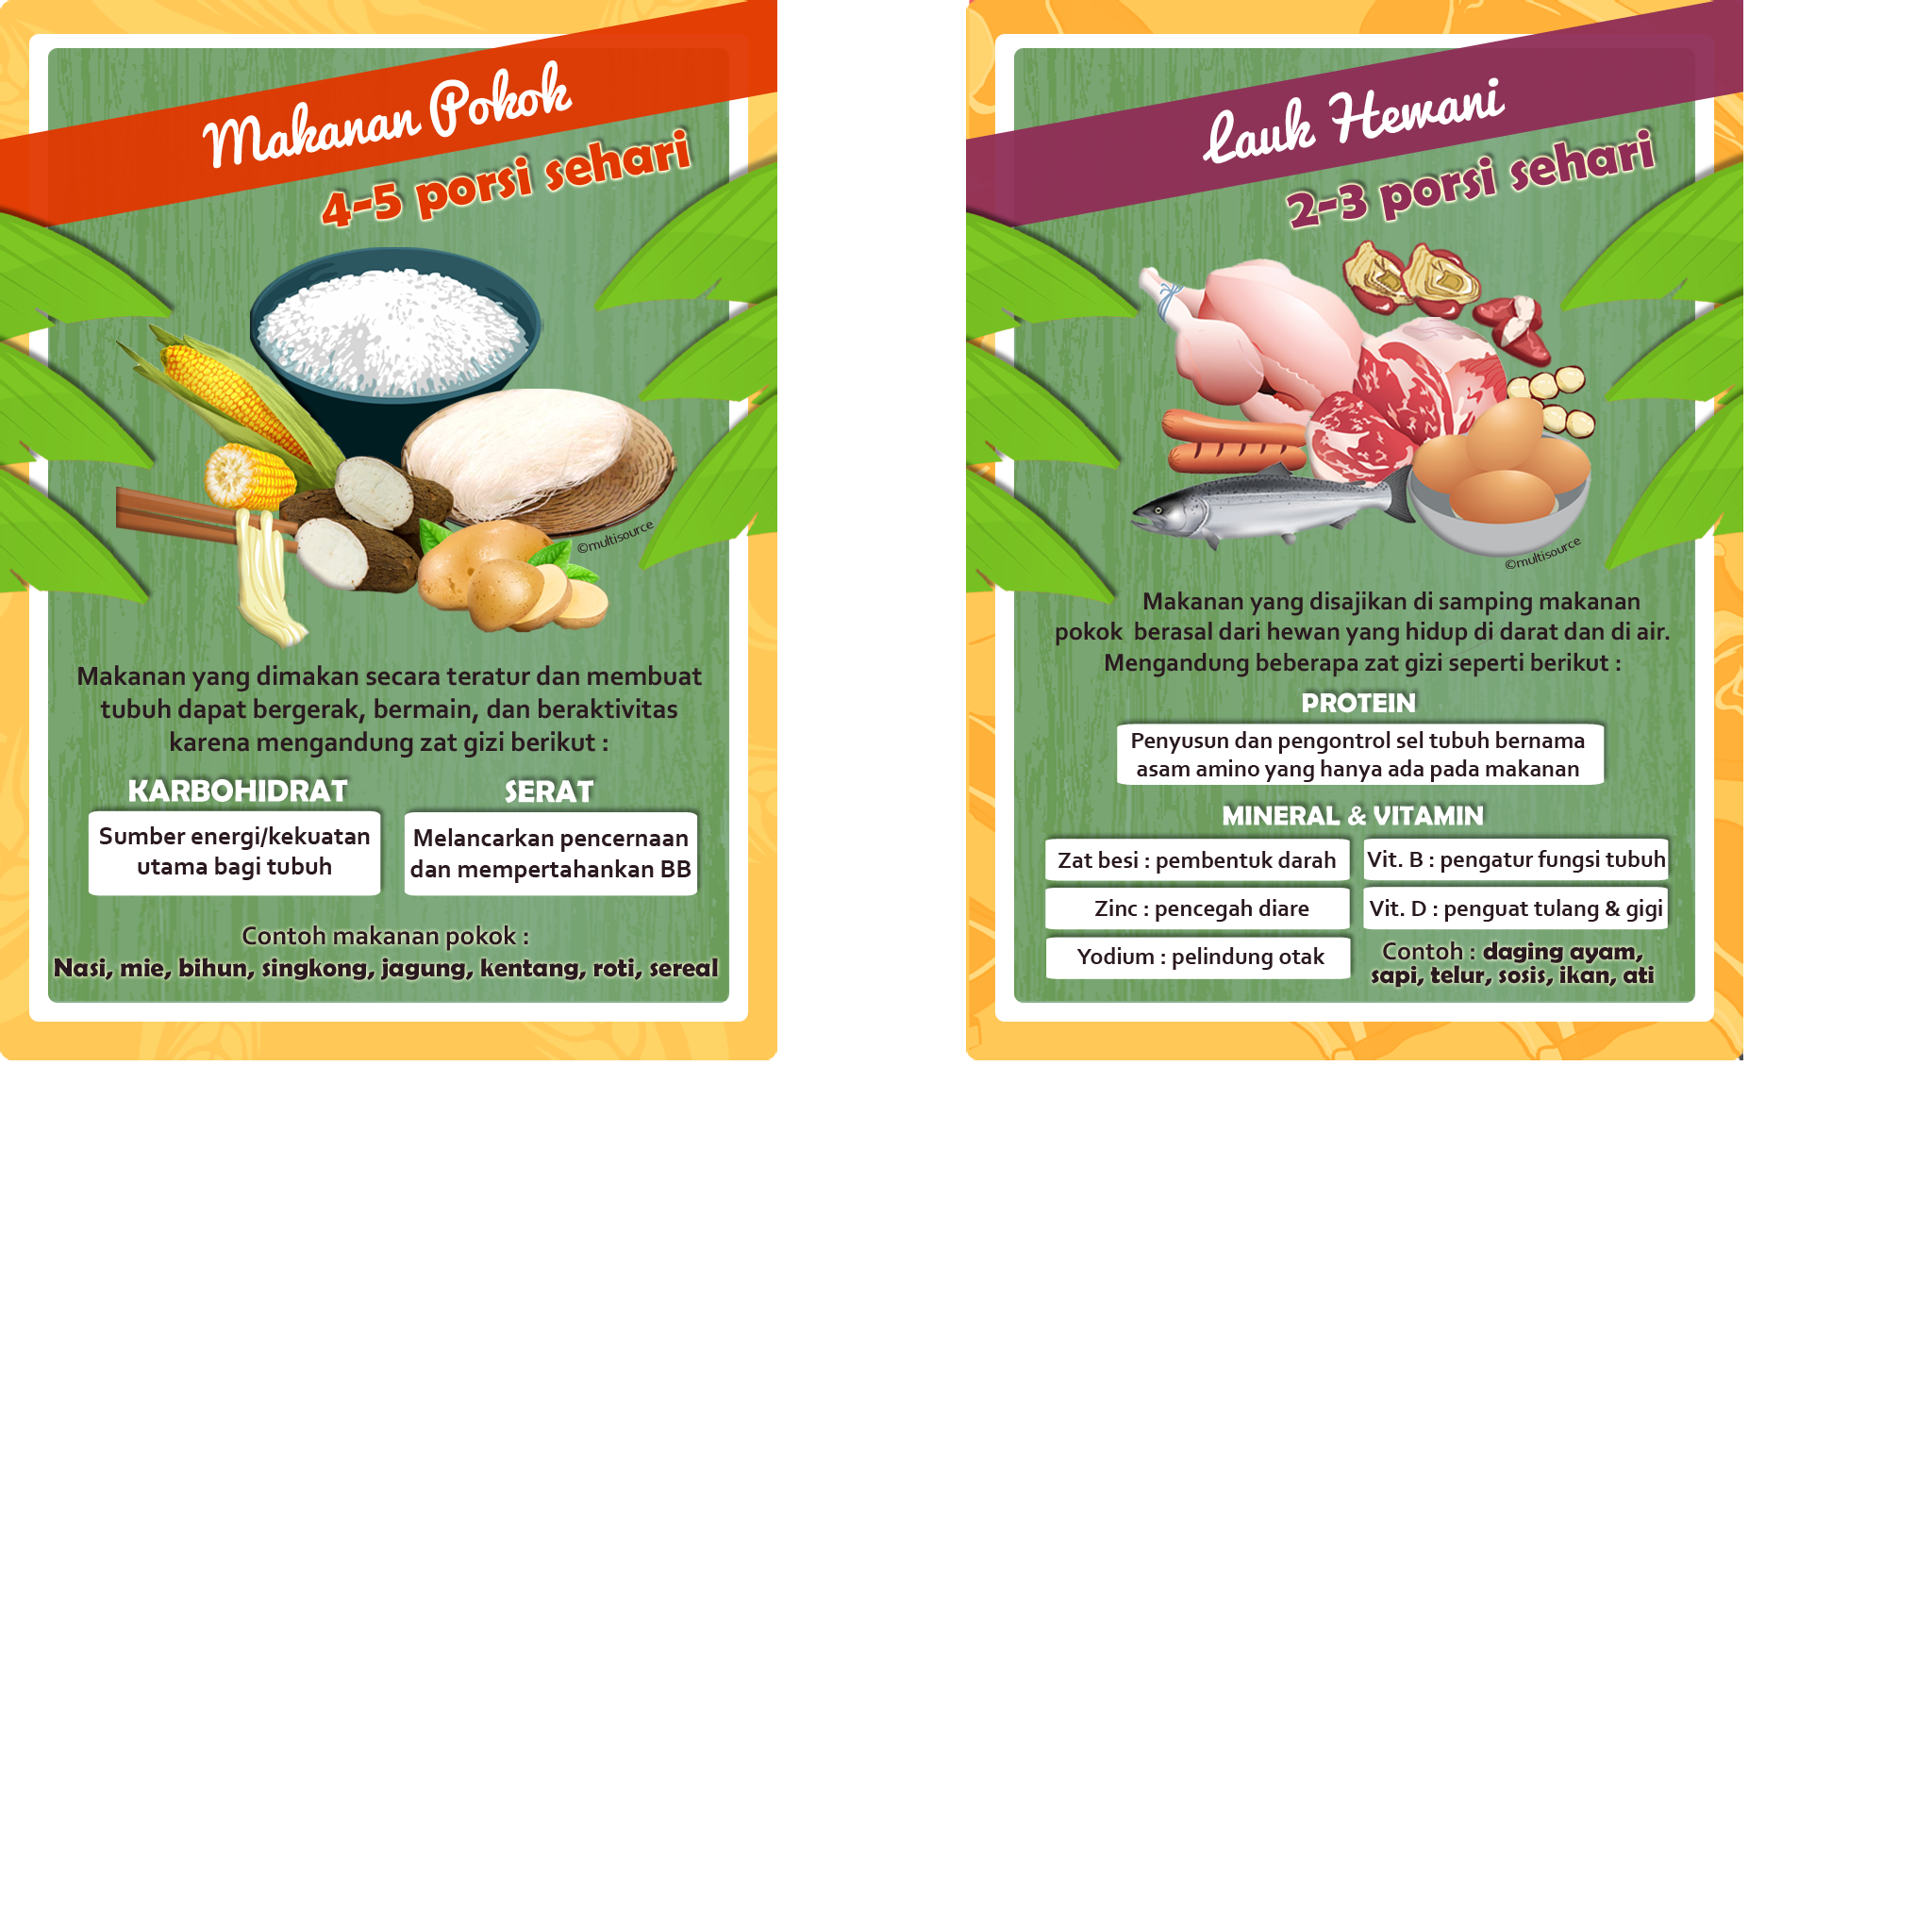 Makanan Pokok
4-5 porsi sehari
©multisource
Makanan yang dimakan secara teratur dan membuat
tubuh dapat bergerak, bermain, dan beraktivitas
karena mengandung zat gizi berikut :
KARBOHIDRAT
Sumber energi/kekuatan
utama bagi tubuh
SERAT
Melancarkan pencernaan
dan mempertahankan BB
Contoh makanan pokok :
Nasi, mie, bihun, singkong, jagung, kentang, roti, sereal
Lauk Hewani
2-3 porsi sehari
©multisource
Makanan yang disajikan di samping makanan
pokok berasal dari hewan yang hidup di darat dan di air.
Mengandung beberapa zat gizi seperti berikut :
PROTEIN
Penyusun dan pengontrol sel tubuh bernama
asam amino yang hanya ada pada makanan
MINERAL & VITAMIN
Zat besi : pembentuk darah
Vit. B : pengatur fungsi tubuh
Zinc : pencegah diare
Vit. D : penguat tulang & gigi
Yodium : pelindung otak
Contoh : daging ayam,
sapi, telur, sosis, ikan, ati